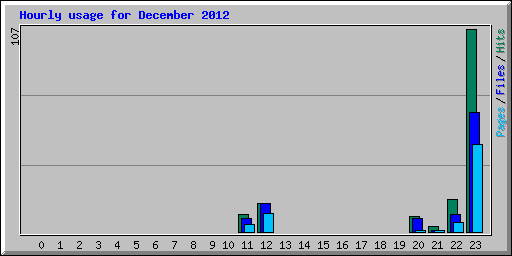 Hourly usage for December 2012
107
Pages/Files/Hits
0 1 2 3 4 5 6 7 8 9 10 11 12 13 14 15 16 17 18 19 20 21 22 23